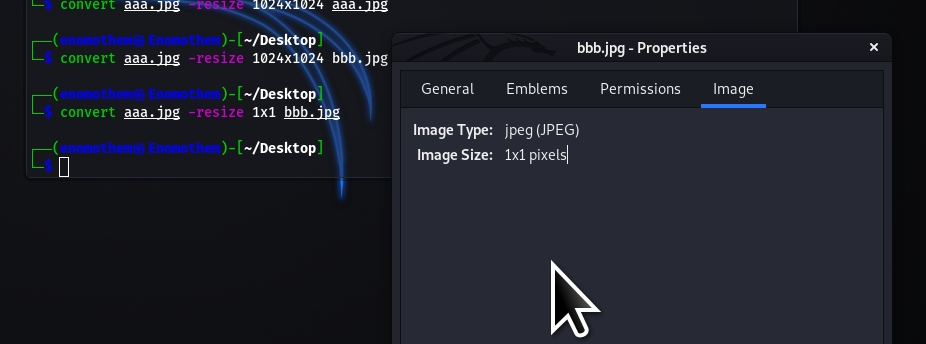 $ convert aaa.jpg -resize 1024x1024 aaa.jpg
(enomothem㉿Enomothem)-[~/Desktop]
$ convert aaa.jpg -resize 1024x1024 bbb.jpg
(enomothem㉿Enomothem)-[~/Desktop]
$ convert aaa.jpg -resize 1x1 bbb.jpg
(enomothem㉿Enomothem)-[~/Desktop]
$
bbb.jpg - Properties
General Emblems Permissions Image
Image Type: jpeg (JPEG)
Image Size: 1x1 pixels